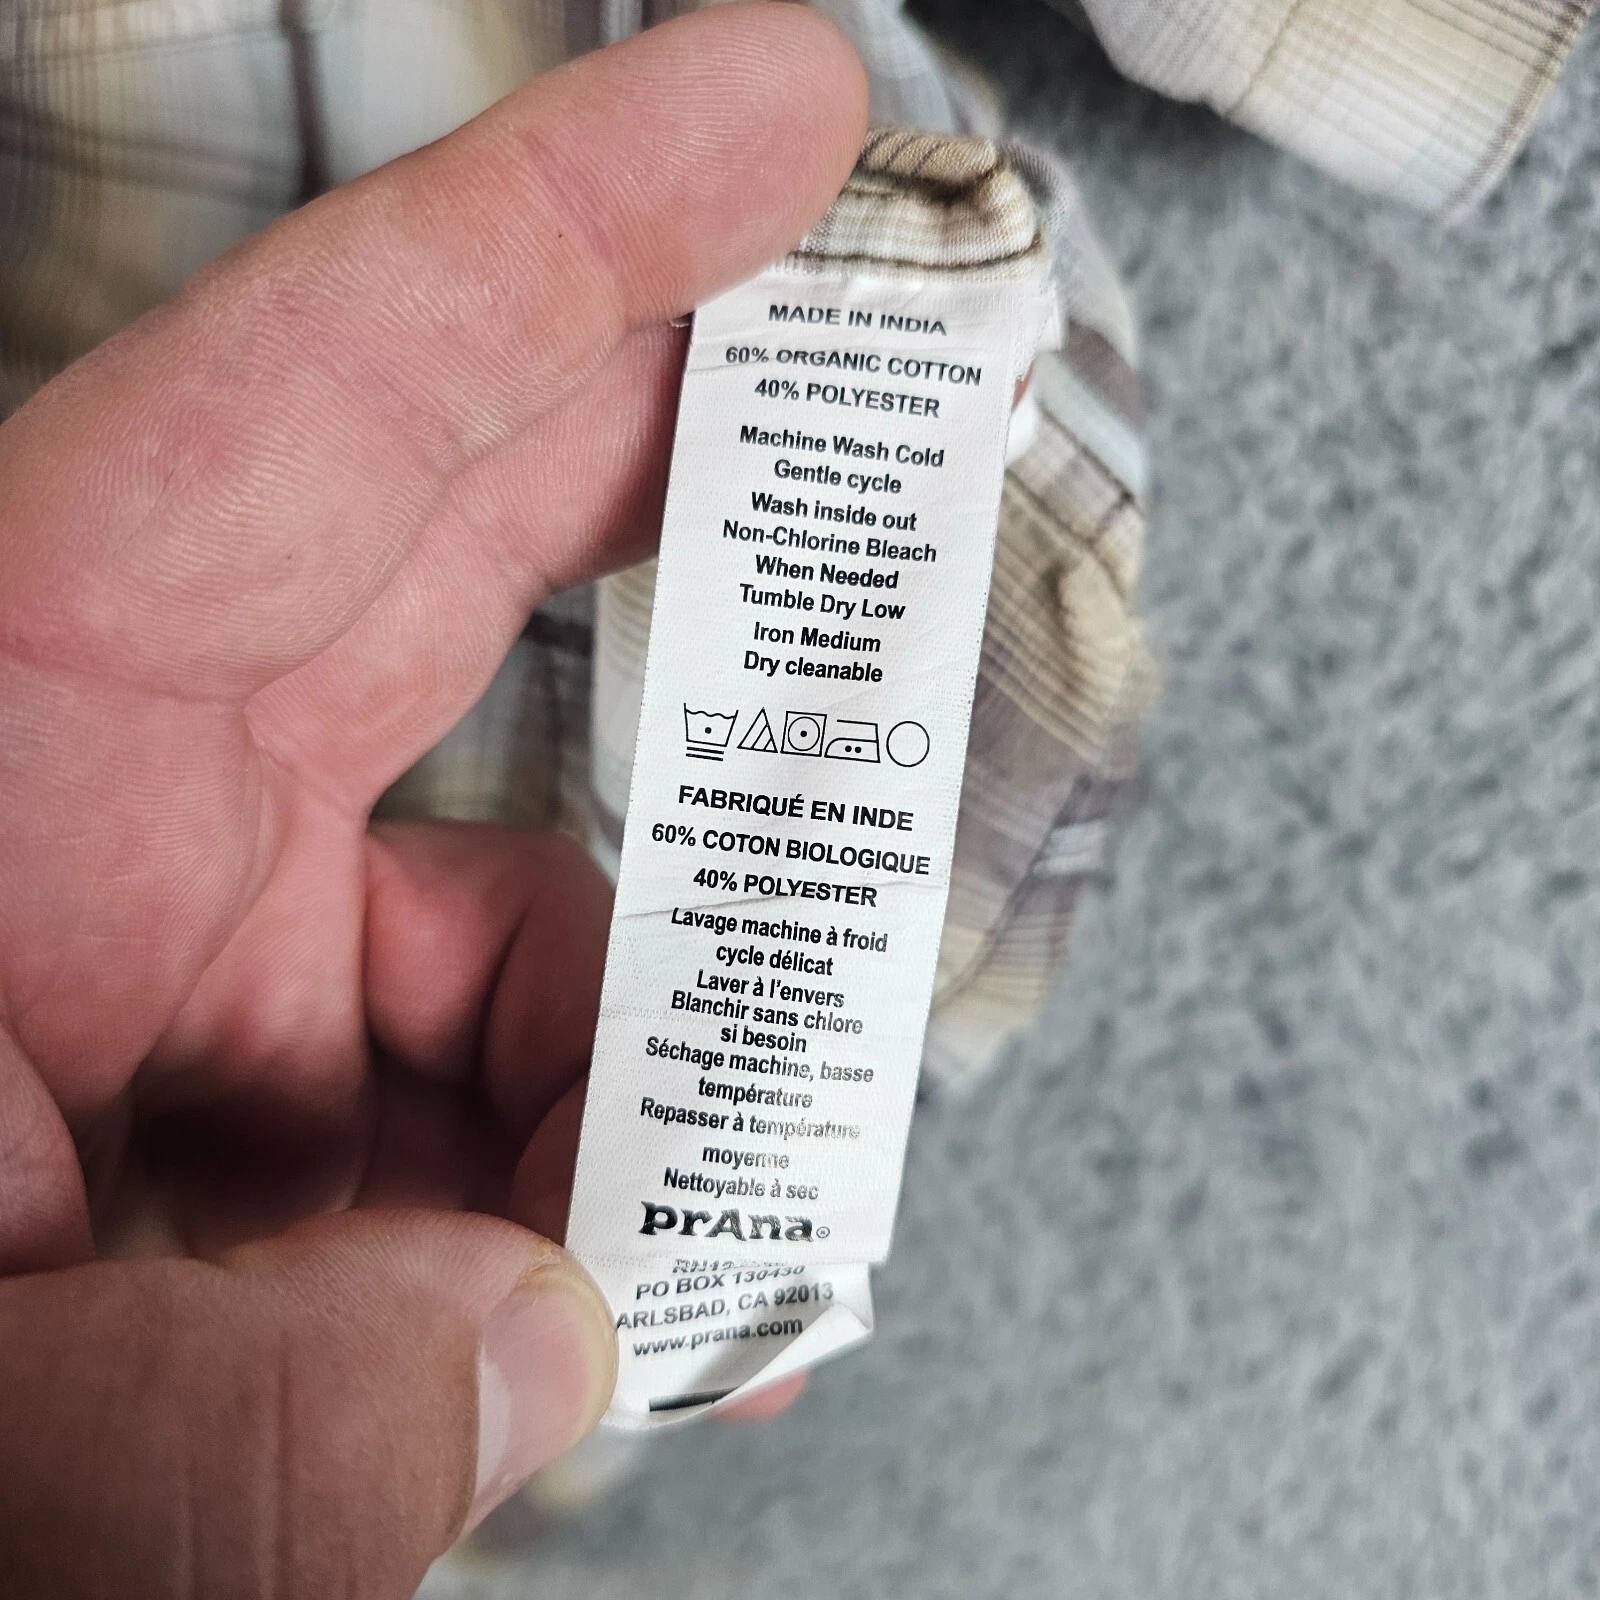 MADE IN INDIA
60% ORGANIC COTTON
40% POLYESTER
Machine Wash Cold
Gentle cycle
Wash inside out
Non-Chlorine Bleach
When Needed
Tumble Dry Low
Iron Medium
Dry cleanable
FABRIQUÉ EN INDE
60% COTON BIOLOGIQUE
40% POLYESTER
Lavage machine à froid
cycle délicat
Laver à l'envers
Blanchir sans chlore
si besoin
Séchage machine, basse
température
Repasser à température
moyenne
Nettoyable à sec
prAna®
PO BOX 130430
ARLSBAD, CA 92013
www.prana.com